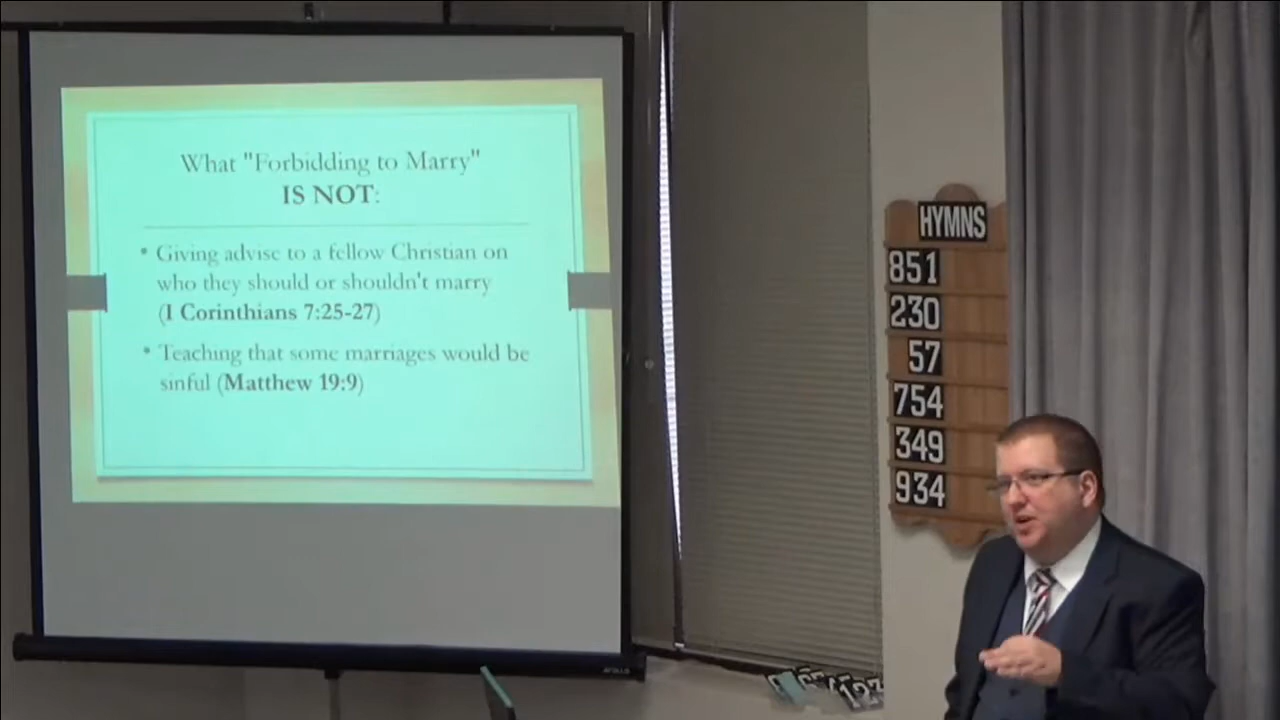 What "Forbidding to Marry"
IS NOT:
• Giving advise to a fellow Christian on
who they should or shouldn't marry
(I Corinthians 7:25-27)
• Teaching that some marriages would be
sinful (Matthew 19:9)
HYMNS
851
230
57
754
349
934